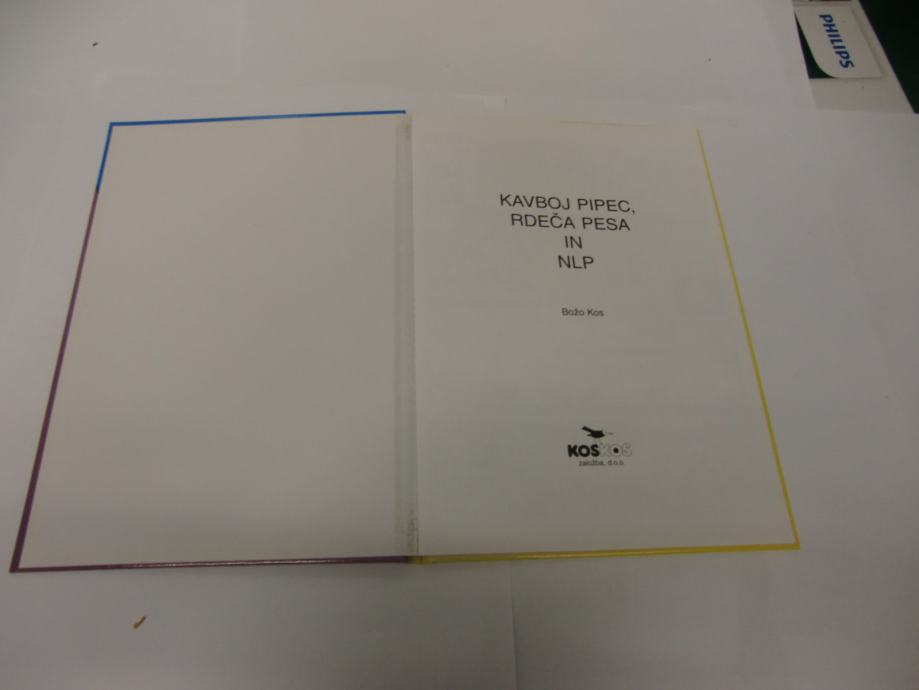 PHILIPS
KAVBOJ PIPEC,
RDEČA PESA
IN
NLP
Božo Kos
KOSKOS
založba, d.o.o.